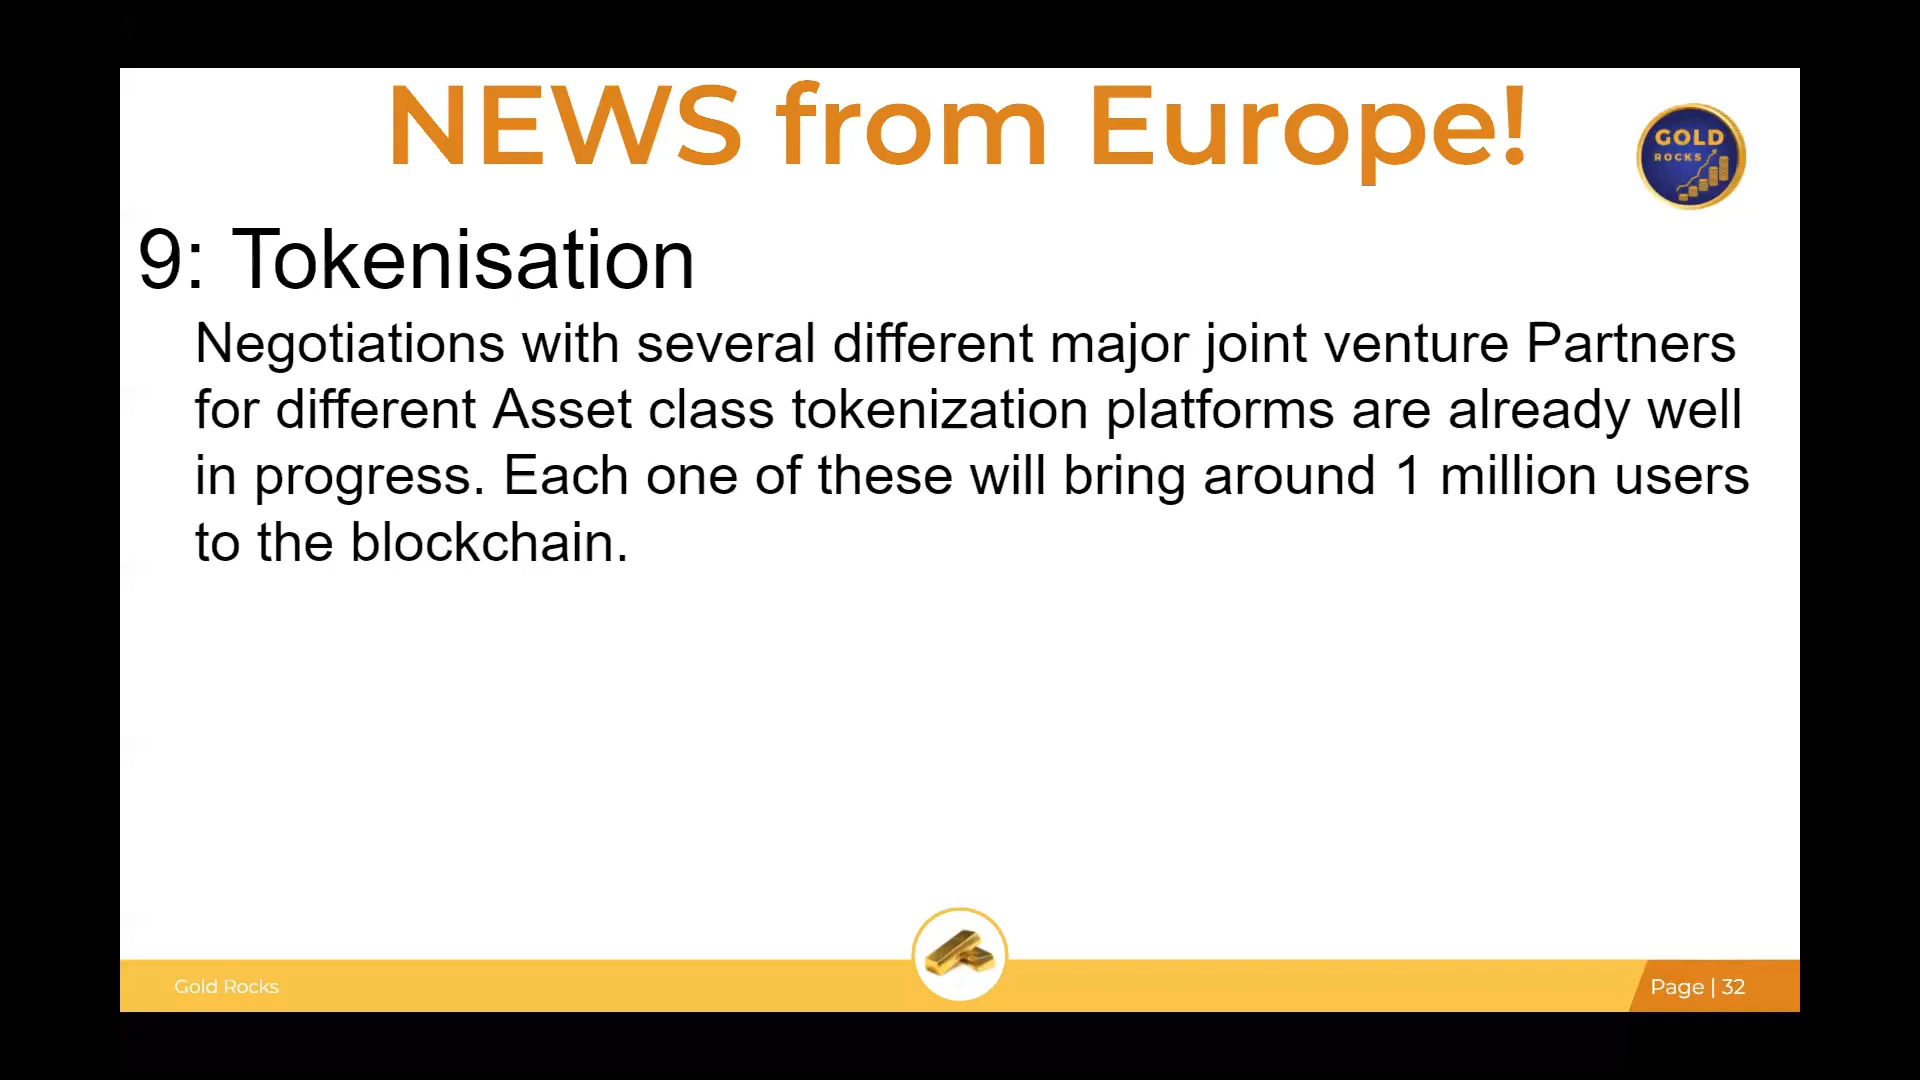 NEWS from Europe!
GOLD
ROCKS
9: Tokenisation
Negotiations with several different major joint venture Partners
for different Asset class tokenization platforms are already well
in progress. Each one of these will bring around 1 million users
to the blockchain.
Gold Rocks
Page | 32